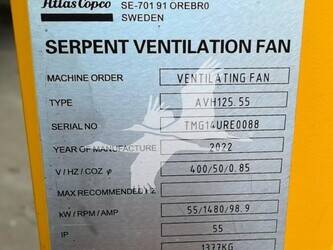 Atlas Copco
SE-701 91 ÖREBRO
SWEDEN
SERPENT VENTILATION FAN
MACHINE ORDER VENTILATING FAN
TYPE AVH125.55
SERIAL NO TMG14URE0088
YEAR OF MANUFACTURE 2022
V / HZ / COZ φ 400/50/0.85
MAX RECOMMENDED
kW / RPM / AMP 55/1480/98.9
IP 55
1377KG